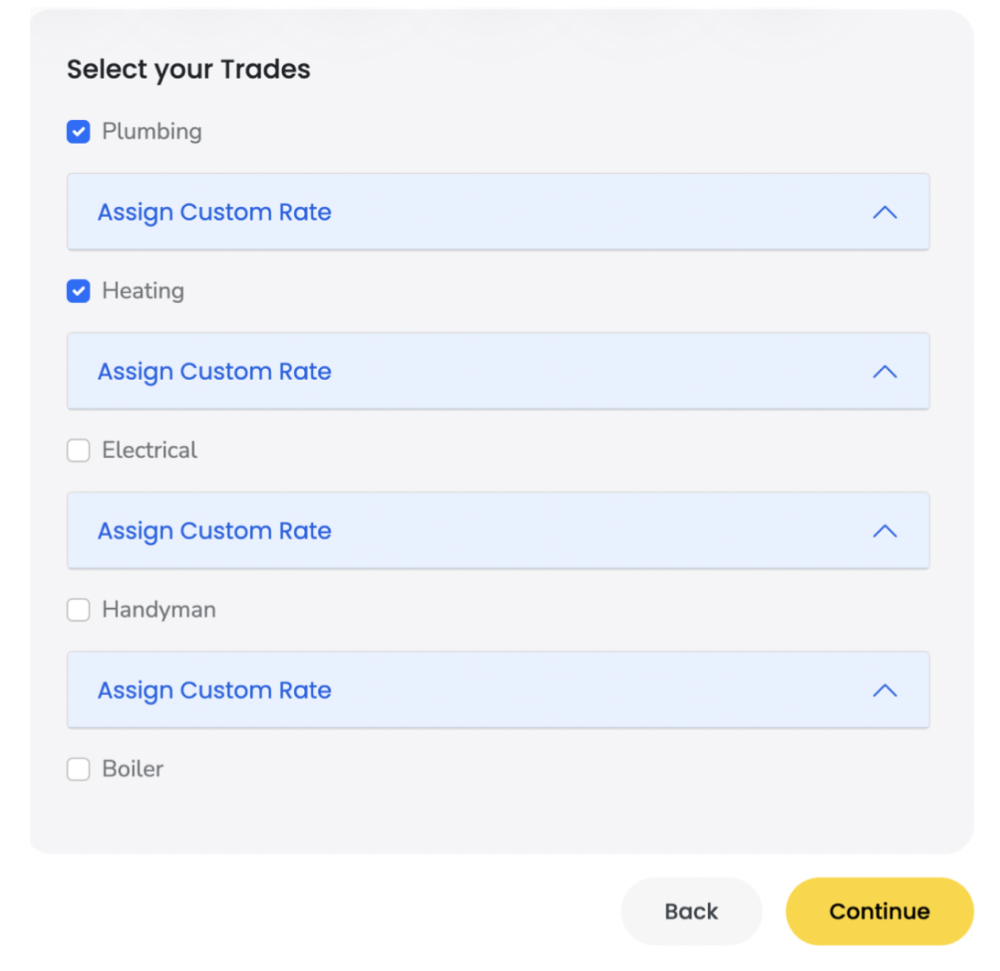 Select your Trades
Plumbing
Assign Custom Rate
Heating
Assign Custom Rate
Electrical
Assign Custom Rate
Handyman
Assign Custom Rate
Boiler
Back
Continue